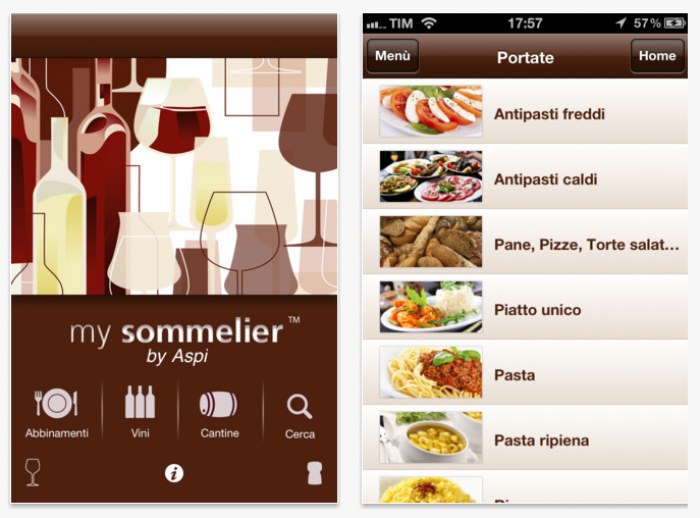 my sommelier™
by Aspi
Abbinamenti
Vini
Cantine
Cerca
i
TIM
17:57
57%
Menù
Portate
Home
Antipasti freddi
Antipasti caldi
Pane, Pizze, Torte salat...
Piatto unico
Pasta
Pasta ripiena